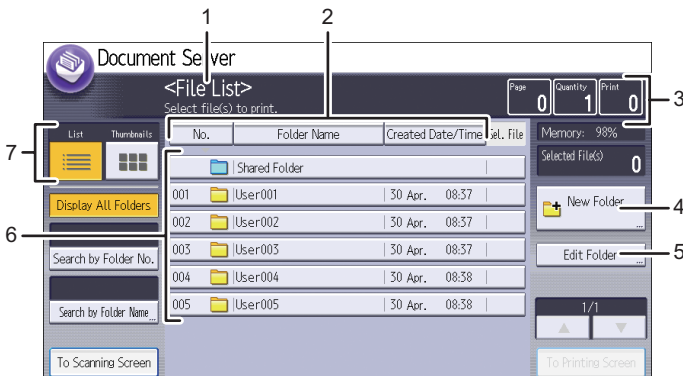 1
2
Document Server
<File List>
Select file(s) to print.
Page
0
Quantity
1
Print
0
3
7
List
Thumbnails
No.
Folder Name
Created Date/Time
Sel. File
Memory: 98%
Selected File(s)
0
Shared Folder
Display All Folders
001 User001 30 Apr. 08:37
New Folder
4
002 User002 30 Apr. 08:37
6
Search by Folder No.
003 User003 30 Apr. 08:37
Edit Folder
5
004 User004 30 Apr. 08:38
Search by Folder Name
005 User005 30 Apr. 08:38
1/1
To Scanning Screen
To Printing Screen